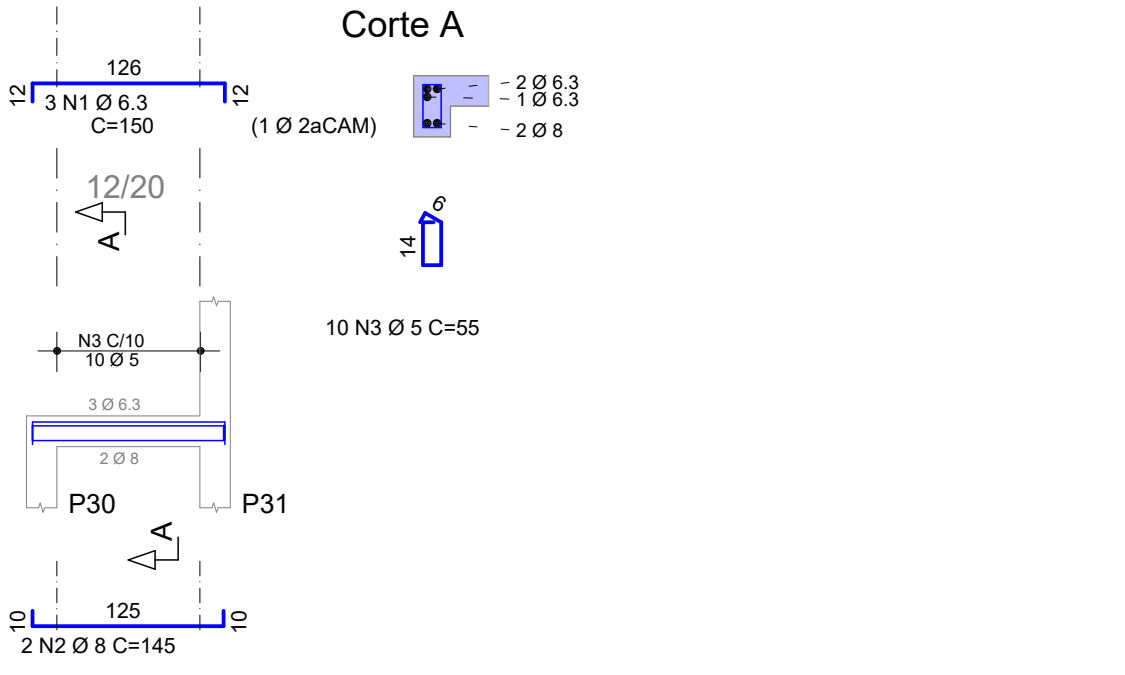 Corte A
126
12
12
3 N1 Ø 6.3
C=150
(1 Ø 2aCAM)
2 Ø 6.3
1 Ø 6.3
2 Ø 8
12/20
A
6
14
10 N3 Ø 5 C=55
N3 C/10
10 Ø 5
3 Ø 6.3
2 Ø 8
P30
P31
A
125
10
10
2 N2 Ø 8 C=145